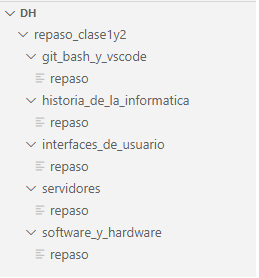 DH
repaso_clase1y2
git_bash_y_vscode
repaso
historia_de_la_informatica
repaso
interfaces_de_usuario
repaso
servidores
repaso
software_y_hardware
repaso